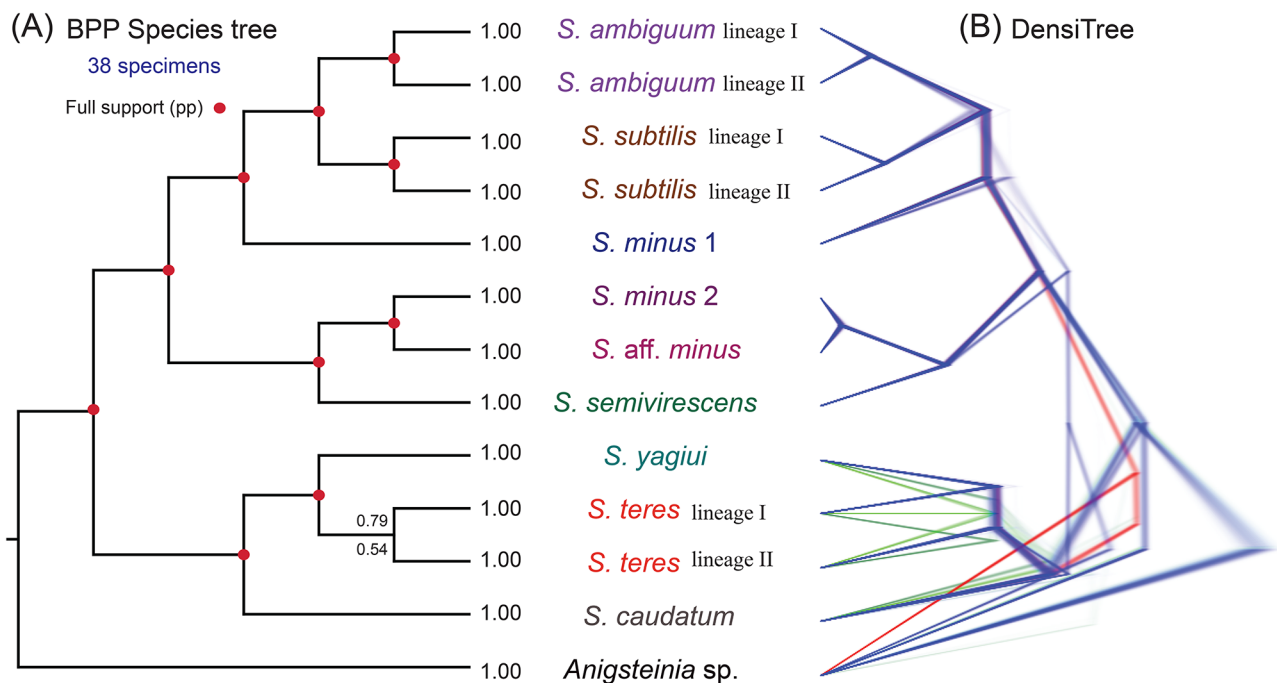 (A) BPP Species tree
38 specimens
Full support (pp)
(B) DensiTree
1.00 S. ambiguum lineage I
1.00 S. ambiguum lineage II
1.00 S. subtilis lineage I
1.00 S. subtilis lineage II
1.00 S. minus 1
1.00 S. minus 2
1.00 S. aff. minus
1.00 S. semivirescens
1.00 S. yagiui
0.79
0.54
1.00 S. teres lineage I
1.00 S. teres lineage II
1.00 S. caudatum
1.00 Anigsteinia sp.